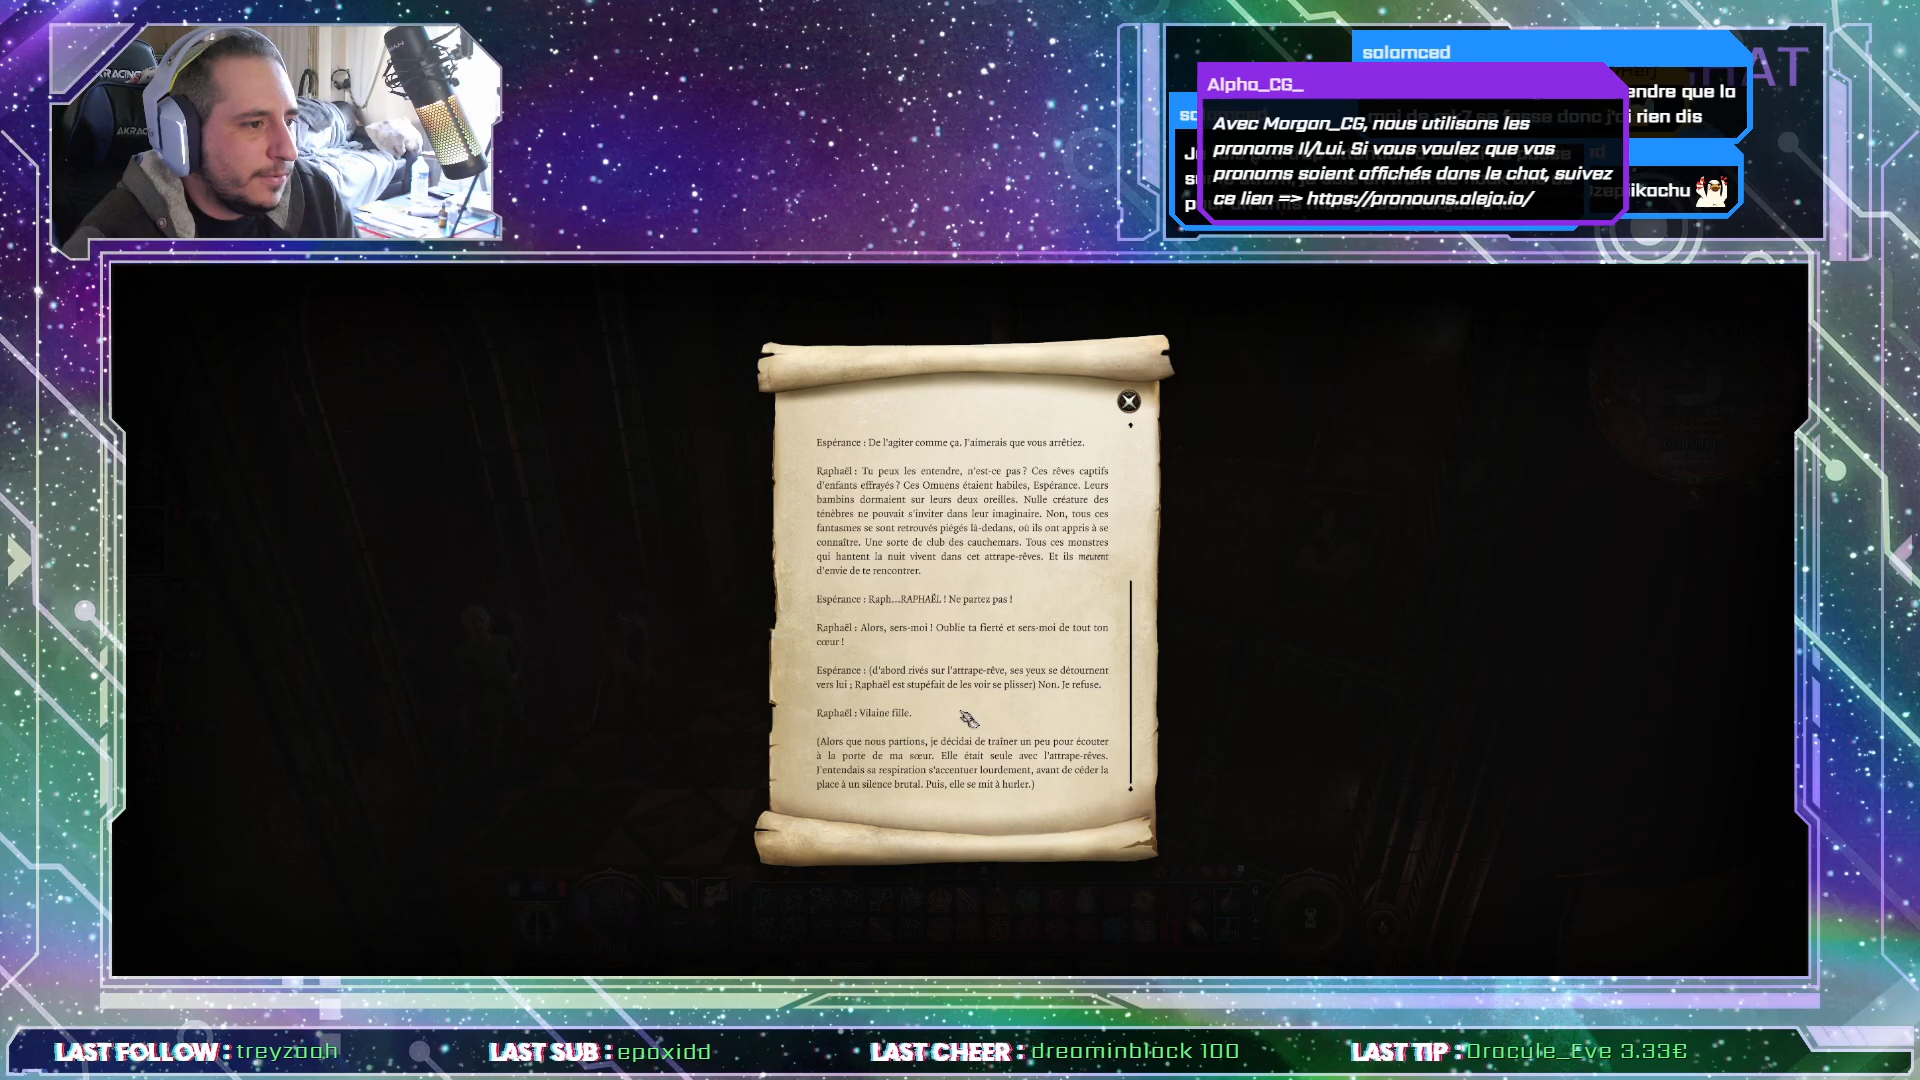 AKRACING
AKRAC
CHAT
solomced
endre que la
i rien dis
Alpha_CG_
Avec Morgan_CG, nous utilisons les
pronoms Il/Lui. Si vous voulez que vos
pronoms soient affichés dans le chat, suivez
ce lien => https://pronouns.alejo.io/
ikachu
Espérance : De l'agiter comme ça. J'aimerais que vous arrêtiez.
Raphaël : Tu peux les entendre, n'est-ce pas ? Ces rêves captifs
d'enfants effrayés ? Ces Omuens étaient habiles, Espérance. Leurs
bambins dormaient sur leurs deux oreilles. Nulle créature des
ténèbres ne pouvait s'inviter dans leur imaginaire. Non, tous ces
fantasmes se sont retrouvés piégés là-dedans, où ils ont appris à se
connaître. Une sorte de club des cauchemars. Tous ces monstres
qui hantent la nuit vivent dans cet attrape-rêves. Et ils meurent
d'envie de te rencontrer.
Espérance : Raph...RAPHAËL ! Ne partez pas !
Raphaël : Alors, sers-moi ! Oublie ta fierté et sers-moi de tout ton
cœur !
Espérance : (d'abord rivés sur l'attrape-rêve, ses yeux se détournent
vers lui ; Raphaël est stupéfait de les voir se plisser) Non. Je refuse.
Raphaël : Vilaine fille.
(Alors que nous partions, je décidai de traîner un peu pour écouter
à la porte de ma sœur. Elle était seule avec l'attrape-rêves.
J'entendais sa respiration s'accentuer lourdement, avant de céder la
place à un silence brutal. Puis, elle se mit à hurler.)
LAST FOLLOW : treyzaah
LAST SUB : epoxidd
LAST CHEER : dreaminblack 100
LAST TIP : Dracule_Eve 3.33€